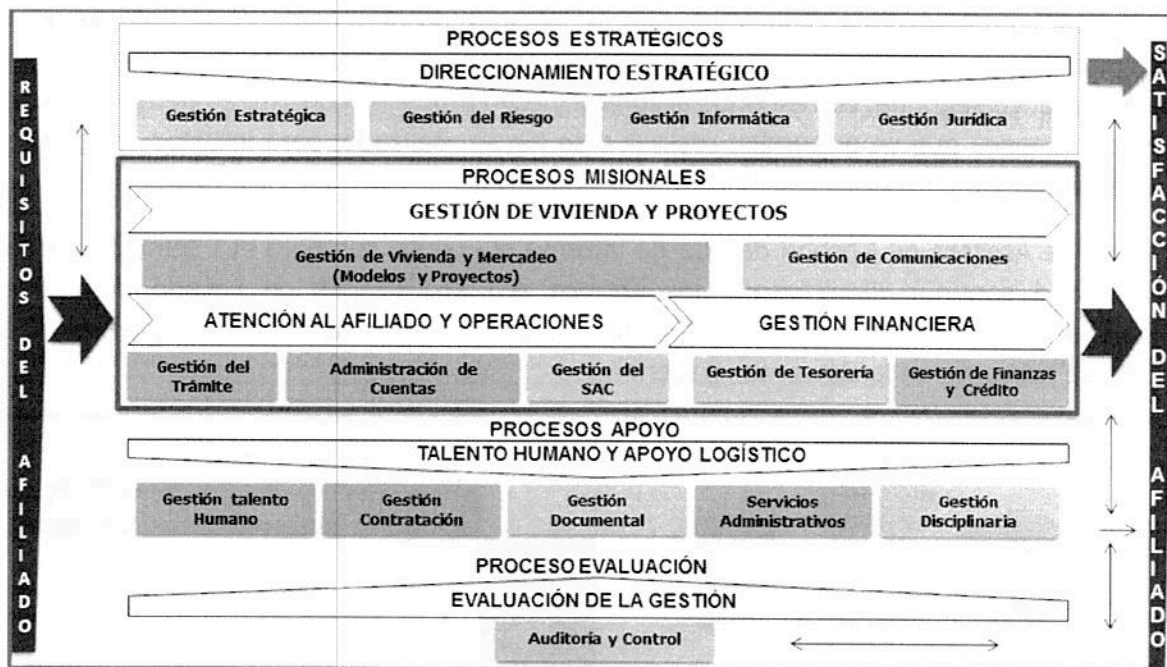 REQUISITOS DEL AFILIADO
PROCESOS ESTRATÉGICOS
DIRECCIONAMIENTO ESTRATÉGICO
Gestión Estratégica
Gestión del Riesgo
Gestión Informática
Gestión Jurídica
PROCESOS MISIONALES
GESTIÓN DE VIVIENDA Y PROYECTOS
Gestión de Vivienda y Mercadeo
(Modelos y Proyectos)
Gestión de Comunicaciones
ATENCIÓN AL AFILIADO Y OPERACIONES
GESTIÓN FINANCIERA
Gestión del
Trámite
Administración de
Cuentas
Gestión del
SAC
Gestión de Tesorería
Gestión de Finanzas
y Crédito
PROCESOS APOYO
TALENTO HUMANO Y APOYO LOGÍSTICO
Gestión talento
Humano
Gestión
Contratación
Gestión
Documental
Servicios
Administrativos
Gestión
Disciplinaria
PROCESO EVALUACIÓN
EVALUACIÓN DE LA GESTIÓN
Auditoría y Control
SATISFACCIÓN DEL AFILIADO